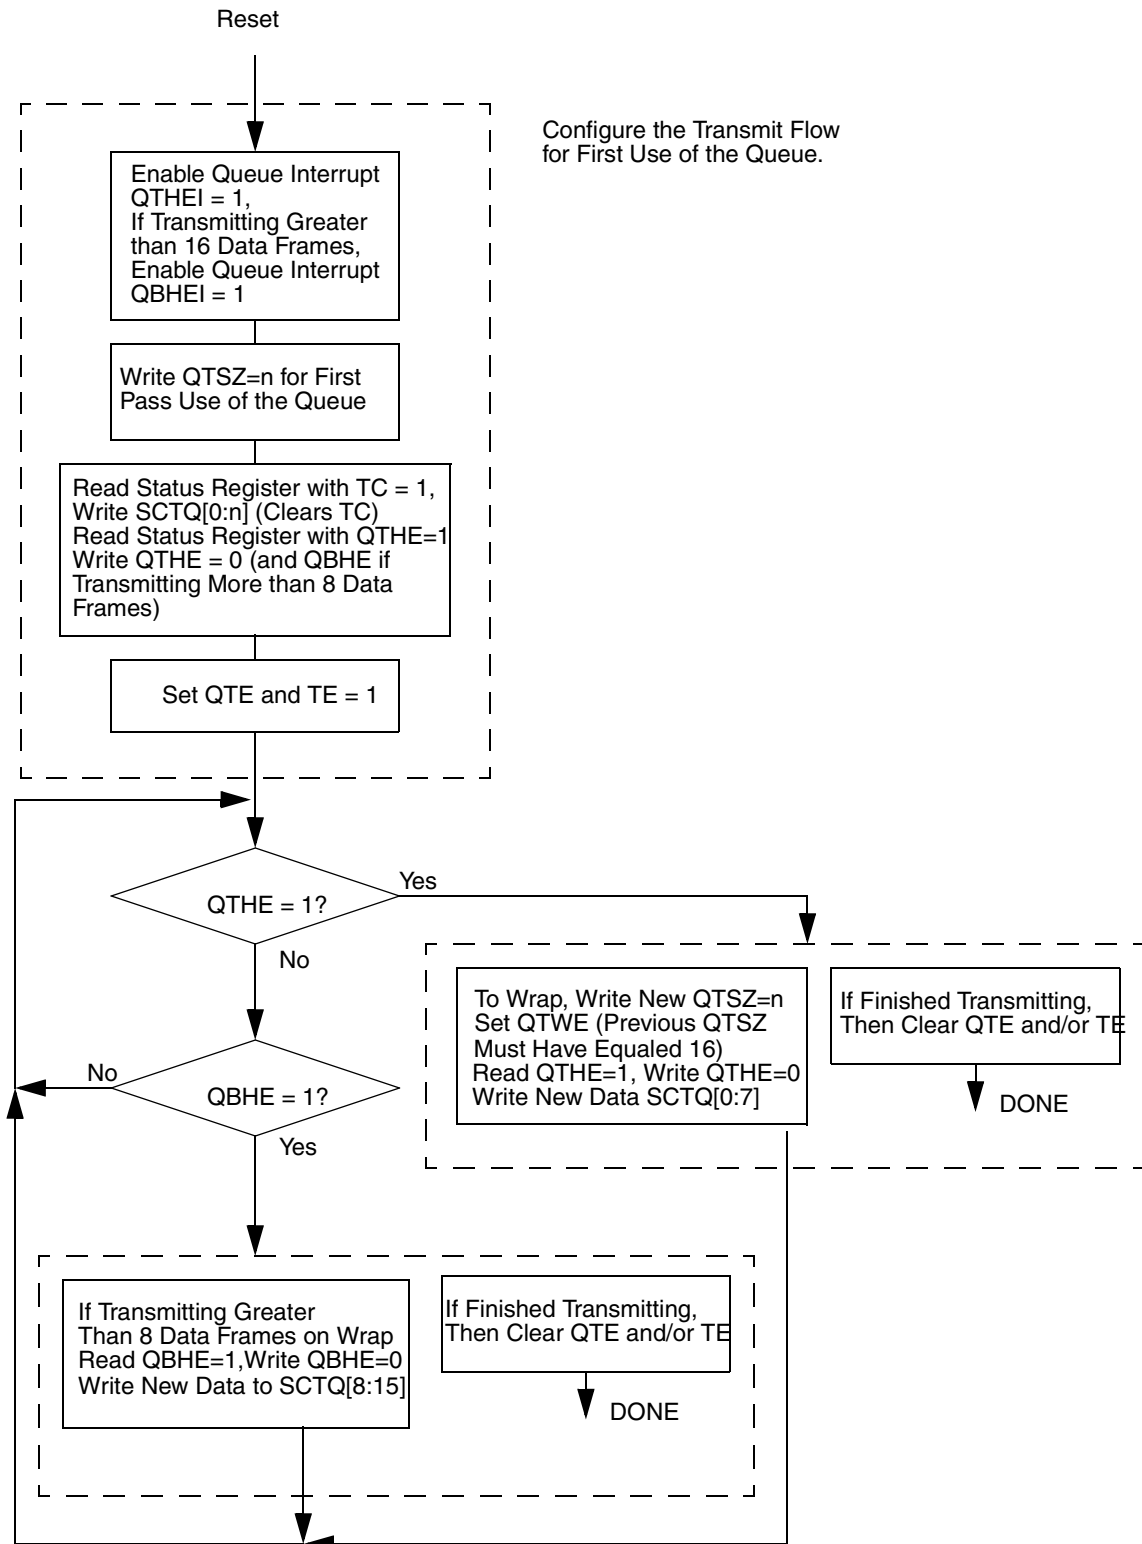 Reset
Configure the Transmit Flow
for First Use of the Queue.
Enable Queue Interrupt
QTHEI = 1,
If Transmitting Greater
than 16 Data Frames,
Enable Queue Interrupt
QBHEI = 1
Write QTSZ=n for First
Pass Use of the Queue
Read Status Register with TC = 1,
Write SCTQ[0:n] (Clears TC)
Read Status Register with QTHE=1
Write QTHE = 0 (and QBHE if
Transmitting More than 8 Data
Frames)
Set QTE and TE = 1
QTHE = 1?
Yes
No
To Wrap, Write New QTSZ=n
Set QTWE (Previous QTSZ
Must Have Equaled 16)
Read QTHE=1, Write QTHE=0
Write New Data SCTQ[0:7]
If Finished Transmitting,
Then Clear QTE and/or TE
DONE
No
QBHE = 1?
Yes
If Transmitting Greater
Than 8 Data Frames on Wrap
Read QBHE=1,Write QBHE=0
Write New Data to SCTQ[8:15]
If Finished Transmitting,
Then Clear QTE and/or TE
DONE